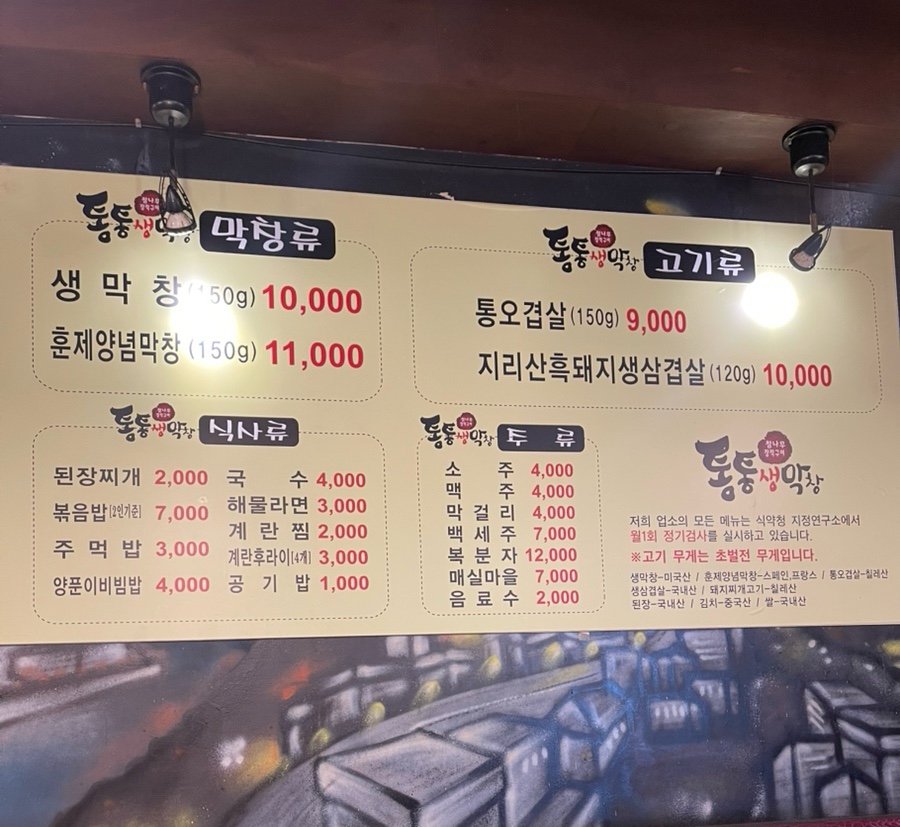 통통생막창 막창류
생막창(150g) 10,000
훈제양념막창(150g) 11,000
통통생막창 고기류
통오겹살(150g) 9,000
지리산흑돼지생삼겹살(120g) 10,000
통통생막창 식사류
된장찌개 2,000 국수 4,000
볶음밥(2인기준) 7,000 해물라면 3,000
주먹밥 3,000 계란찜 2,000
양푼이비빔밥 4,000 계란후라이(4개) 3,000
공기밥 1,000
통통생막창 투류
소주 4,000
맥주 4,000
막걸리 4,000
백세주 7,000
복분자 12,000
매실마을 7,000
음료수 2,000
참나무
장작구이
통통생막창
저희 업소의 모든 메뉴는 식약청 지정연구소에서
월1회 정기검사를 실시하고 있습니다.
※고기 무게는 초벌전 무게입니다.
생막창-미국산 / 훈제양념막창-스페인,프랑스 / 통오겹살-칠레산
생삼겹살-국내산 / 돼지찌개고기-칠레산
된장-국내산 / 김치-중국산 / 쌀-국내산